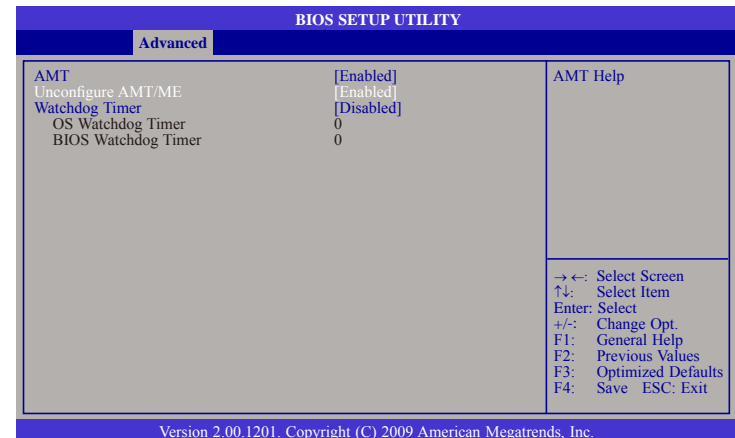 BIOS SETUP UTILITY
Advanced
AMT [Enabled]
Unconfigure AMT/ME [Enabled]
Watchdog Timer [Disabled]
OS Watchdog Timer 0
BIOS Watchdog Timer 0
AMT Help
→←: Select Screen
↑↓: Select Item
Enter: Select
+/-: Change Opt.
F1: General Help
F2: Previous Values
F3: Optimized Defaults
F4: Save ESC: Exit
Version 2.00.1201. Copyright (C) 2009 American Megatrends, Inc.